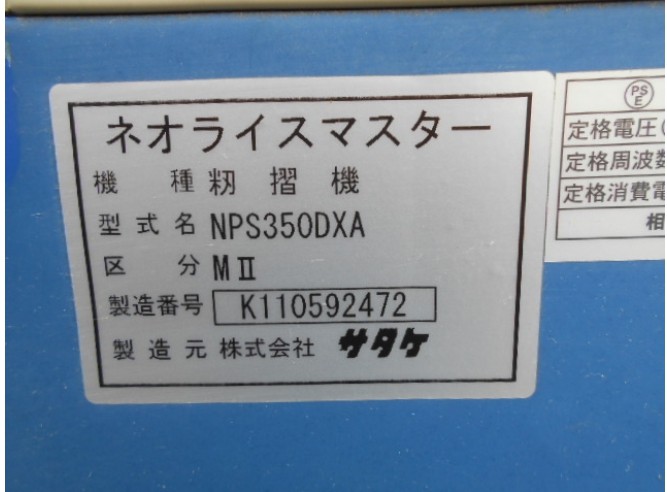 ネオライスマスター
機 種 籾 摺 機
型 式 名 NPS350DXA
区 分 MⅡ
製造番号 K110592472
製 造 元 株式会社 サタケ
PS
E
定格電圧(
定格周波数
定格消費電
相